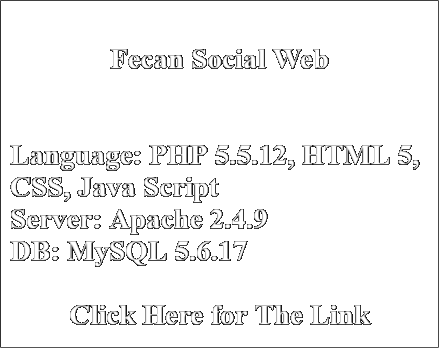 Fecan Social Web
Language: PHP 5.5.12, HTML 5,
CSS, Java Script
Server: Apache 2.4.9
DB: MySQL 5.6.17
Click Here for The Link